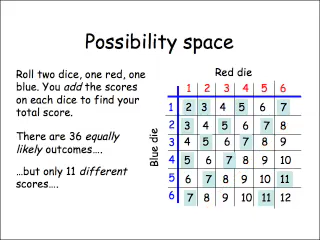 Possibility space
Roll two dice, one red, one
blue. You add the scores
on each dice to find your
total score.
There are 36 equally
likely outcomes….
…but only 11 different
scores….
Red die
1 2 3 4 5 6
Blue die
1 2 3 4 5 6 7
2 3 4 5 6 7 8
3 4 5 6 7 8 9
4 5 6 7 8 9 10
5 6 7 8 9 10 11
6 7 8 9 10 11 12